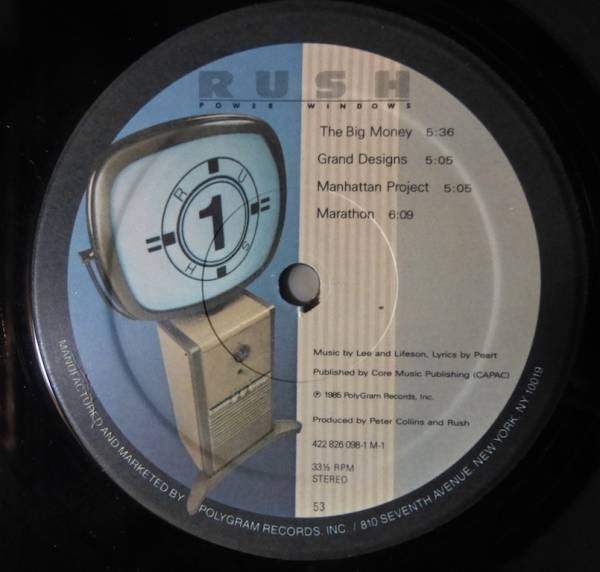 RUSH
POWER WINDOWS
The Big Money 5:36
Grand Designs 5:05
Manhattan Project 5:05
Marathon 6:09
R U S H
1
Music by Lee and Lifeson, Lyrics by Peart
Published by Core Music Publishing (CAPAC)
℗ 1985 PolyGram Records, Inc.
Produced by Peter Collins and Rush
422 826 098-1 M-1
33⅓ RPM
STEREO
53
MANUFACTURED AND MARKETED BY POLYGRAM RECORDS, INC. / 810 SEVENTH AVENUE, NEW YORK, NY 10019